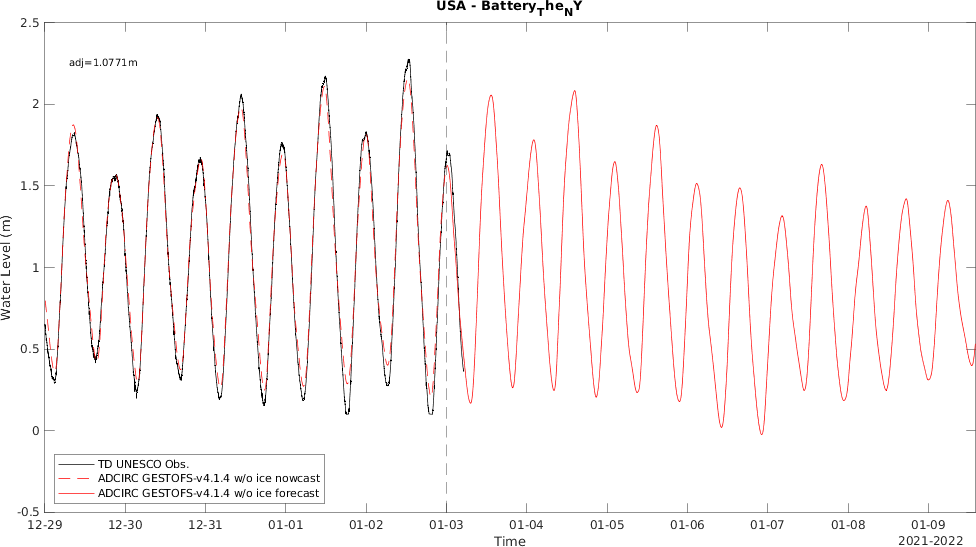 USA - Battery_The_NY
2.5
adj=1.0771m
2
1.5
1
0.5
0
-0.5
Water Level (m)
TD UNESCO Obs.
ADCIRC GESTOFS-v4.1.4 w/o ice nowcast
ADCIRC GESTOFS-v4.1.4 w/o ice forecast
12-29 12-30 12-31 01-01 01-02 01-03 01-04 01-05 01-06 01-07 01-08 01-09
Time
2021-2022